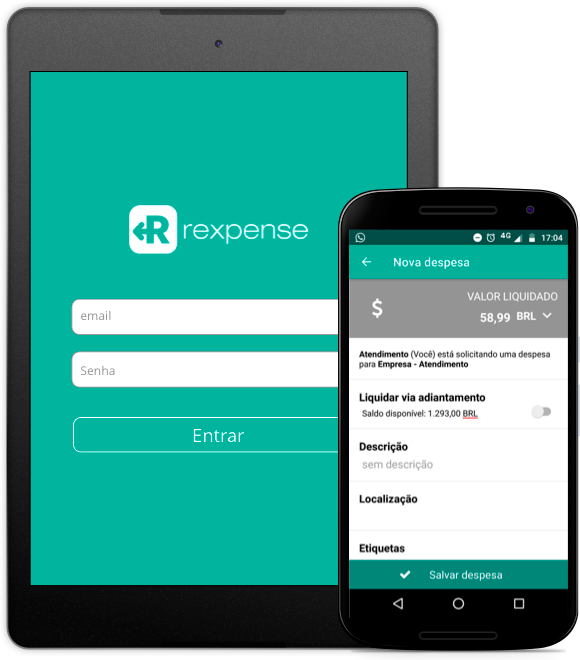 R rexpense
email
Senha
Entrar
4G 17:04
Nova despesa
$
VALOR LIQUIDADO
58,99 BRL
Atendimento (Você) está solicitando uma despesa
para Empresa - Atendimento
Liquidar via adiantamento
Saldo disponível: 1.293,00 BRL
Descrição
sem descrição
Localização
Etiquetas
Salvar despesa